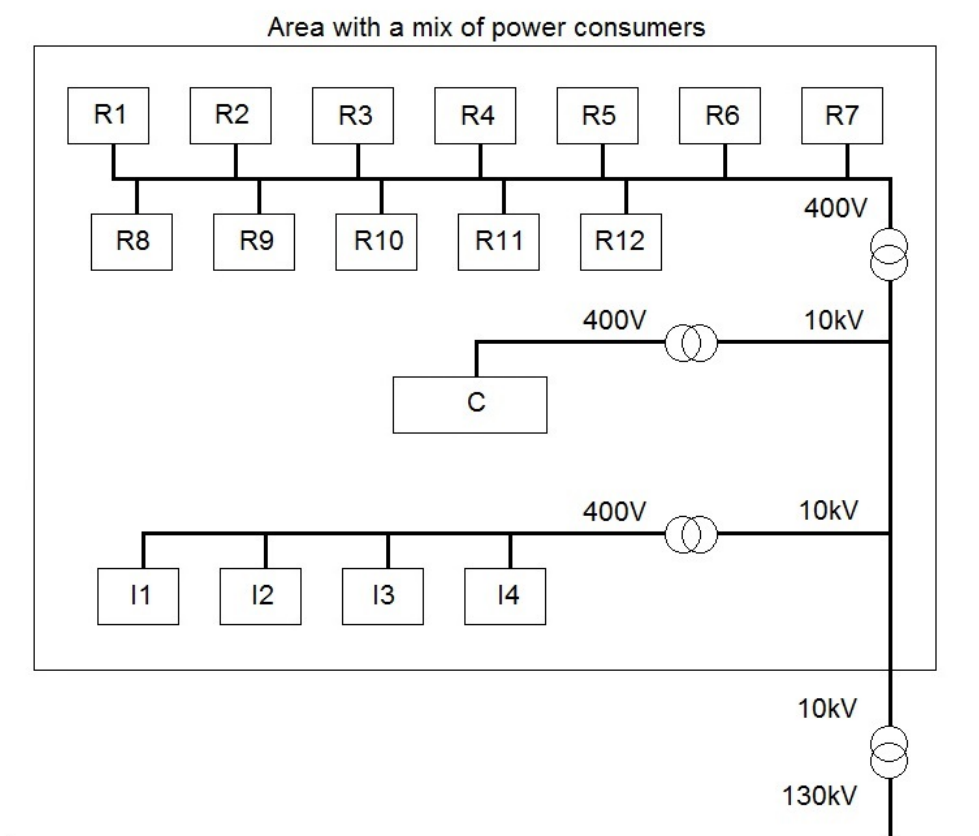 Area with a mix of power consumers
R1 R2 R3 R4 R5 R6 R7
400V
R8 R9 R10 R11 R12
400V 10kV
C
400V 10kV
I1 I2 I3 I4
10kV
130kV